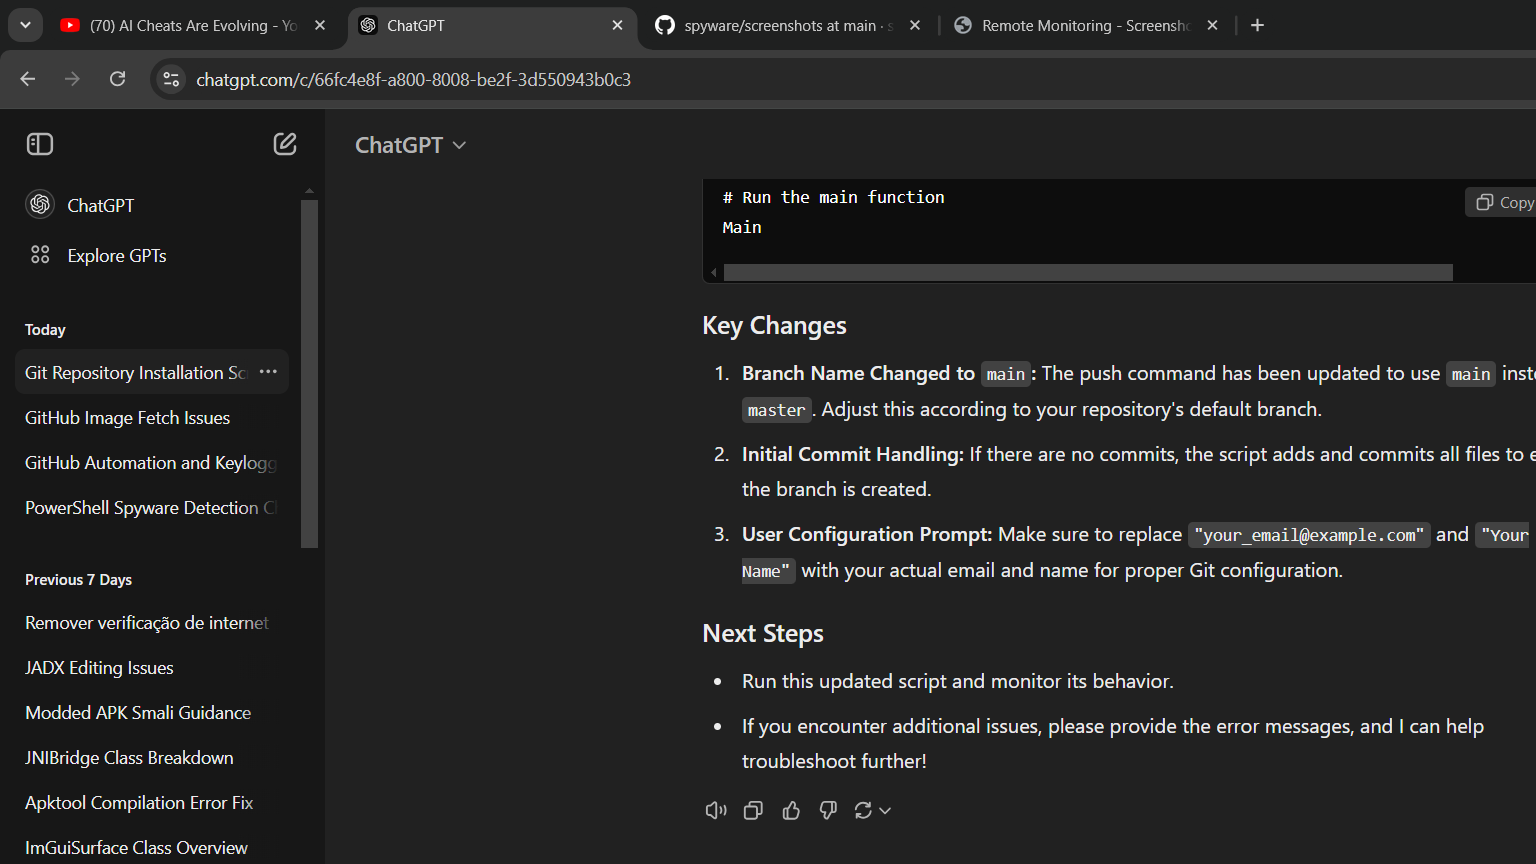 (70) AI Cheats Are Evolving - Yo
ChatGPT
spyware/screenshots at main · s
Remote Monitoring - Screensho
chatgpt.com/c/66fc4e8f-a800-8008-be2f-3d550943b0c3
ChatGPT
Explore GPTs
Today
Git Repository Installation Scr
GitHub Image Fetch Issues
GitHub Automation and Keylogg
PowerShell Spyware Detection Cl
Previous 7 Days
Remover verificação de internet
JADX Editing Issues
Modded APK Smali Guidance
JNIBridge Class Breakdown
Apktool Compilation Error Fix
ImGuiSurface Class Overview
ChatGPT
# Run the main function
Copy
Main
Key Changes
1. Branch Name Changed to main: The push command has been updated to use main inst
master. Adjust this according to your repository's default branch.
2. Initial Commit Handling: If there are no commits, the script adds and commits all files to e
the branch is created.
3. User Configuration Prompt: Make sure to replace "your_email@example.com" and "Your
Name" with your actual email and name for proper Git configuration.
Next Steps
• Run this updated script and monitor its behavior.
• If you encounter additional issues, please provide the error messages, and I can help
troubleshoot further!